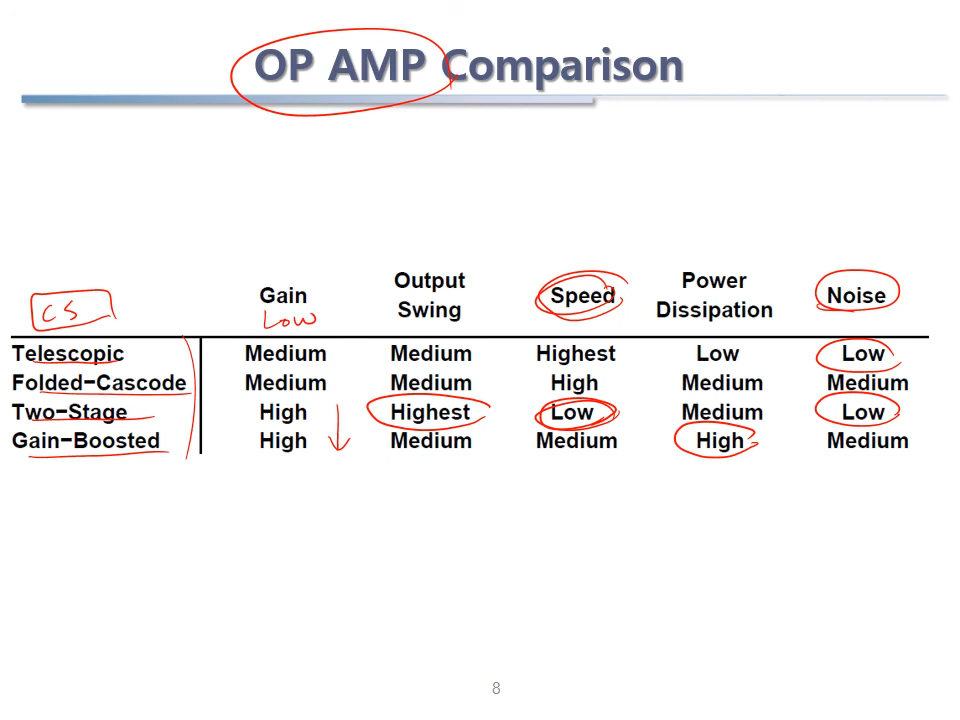 OP AMP Comparison
Output Power
CS Gain Swing Speed Dissipation Noise
Low
Telescopic Medium Medium Highest Low Low
Folded-Cascode Medium Medium High Medium Medium
Two-Stage High Highest Low Medium Low
Gain-Boosted High Medium Medium High Medium
8